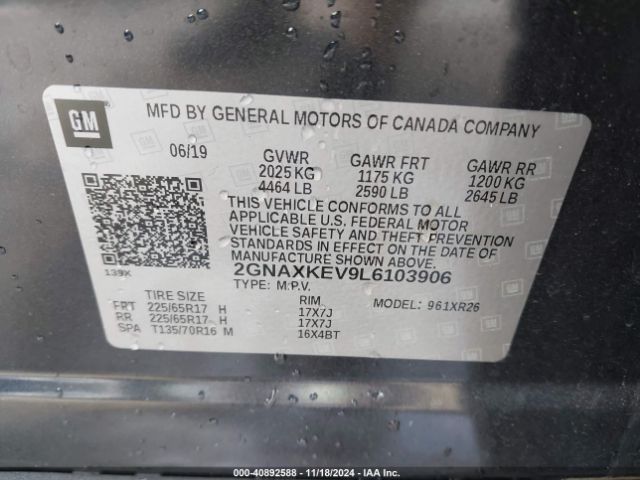 GM
MFD BY GENERAL MOTORS OF CANADA COMPANY
06/19 GVWR GAWR FRT GAWR RR
2025 KG 1175 KG 1200 KG
4464 LB 2590 LB 2645 LB
THIS VEHICLE CONFORMS TO ALL
APPLICABLE U.S. FEDERAL MOTOR
VEHICLE SAFETY AND THEFT PREVENTION
STANDARDS IN EFFECT ON THE DATE OF
MANUFACTURE SHOWN ABOVE.
139X 2GNAXKEV9L6103906
TYPE: M.P.V.
TIRE SIZE RIM MODEL: 961XR26
FRT 225/65R17 H 17X7J
RR 225/65R17 H 17X7J
SPA T135/70R16 M 16X4BT
000-40892588 - 11/18/2024 - IAA Inc.